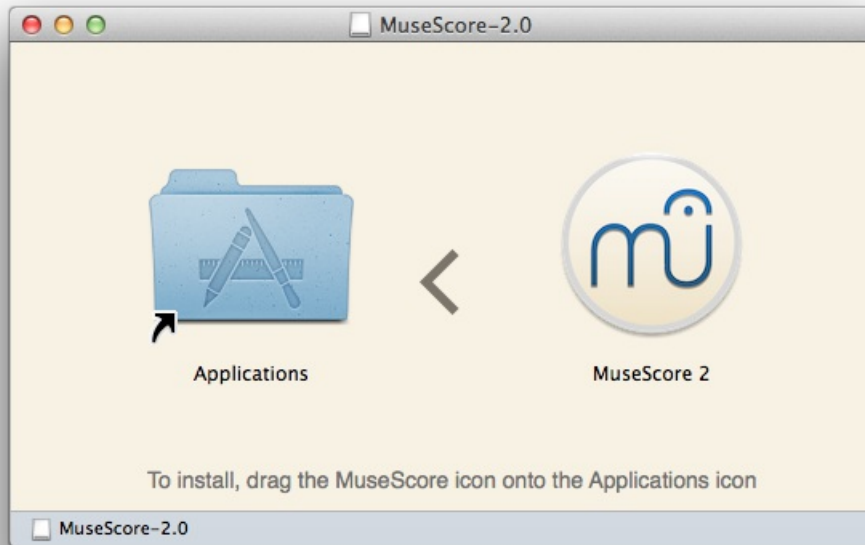 MuseScore-2.0
Applications
MuseScore 2
To install, drag the MuseScore icon onto the Applications icon
MuseScore-2.0